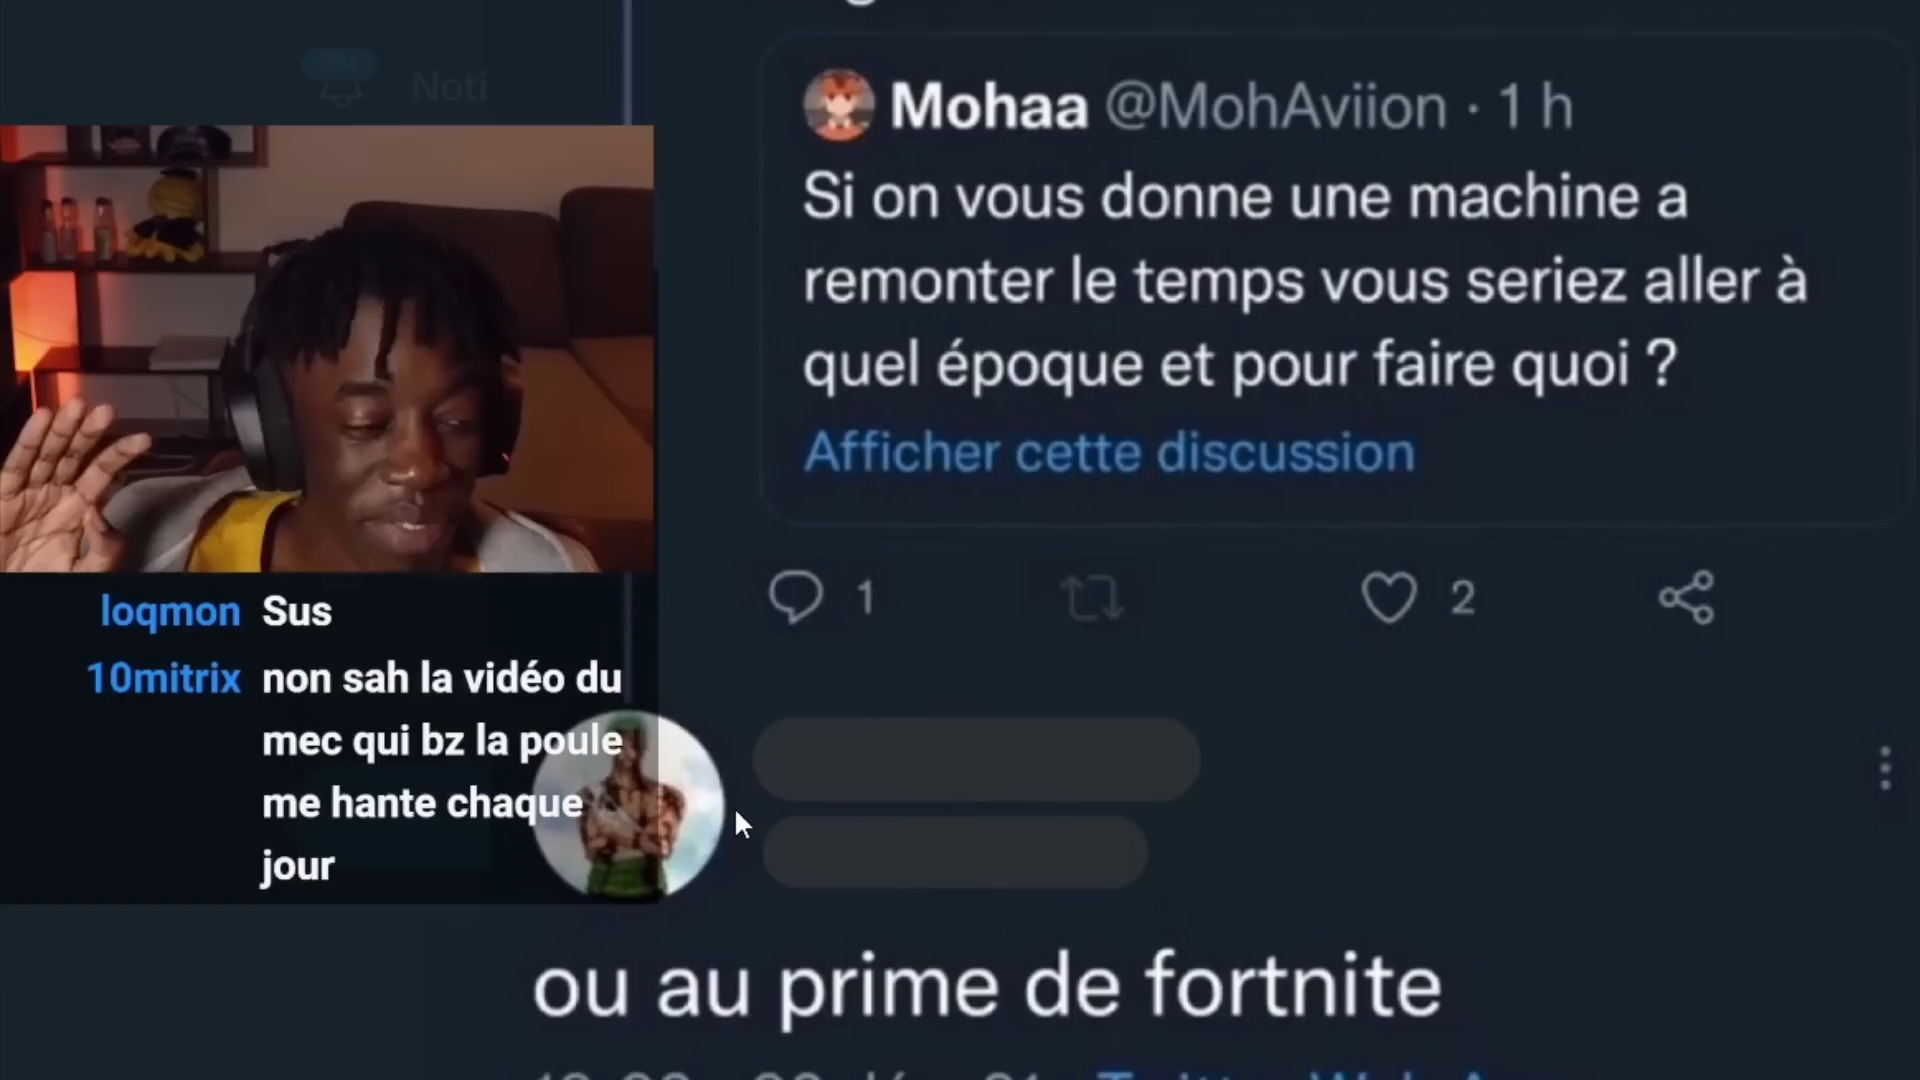 Noti
Mohaa @MohAviion · 1 h
Si on vous donne une machine a
remonter le temps vous seriez aller à
quel époque et pour faire quoi ?
Afficher cette discussion
1
2
loqmon Sus
10mitrix non sah la vidéo du
mec qui bz la poule
me hante chaque
jour
ou au prime de fortnite